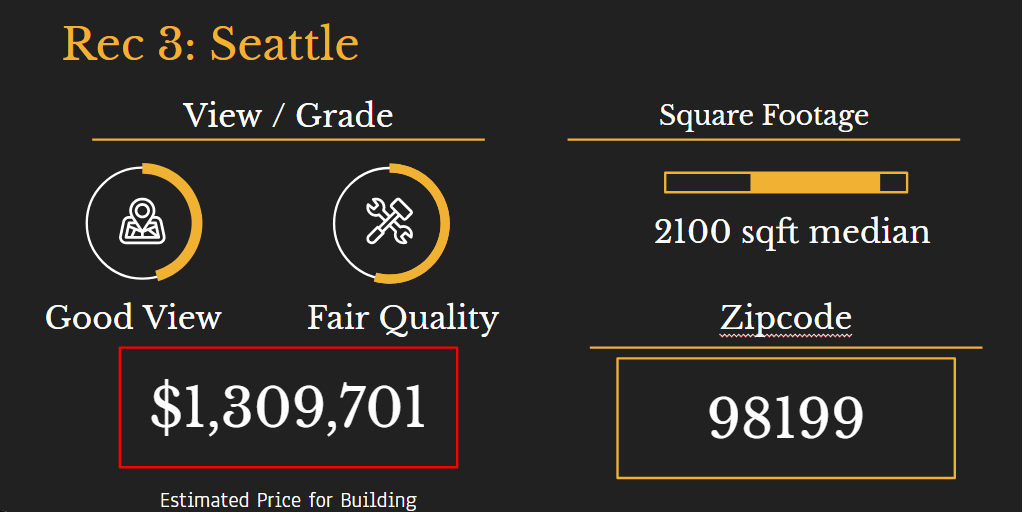 Rec 3: Seattle
View / Grade
Good View
Fair Quality
$1,309,701
Estimated Price for Building
Square Footage
2100 sqft median
Zipcode
98199